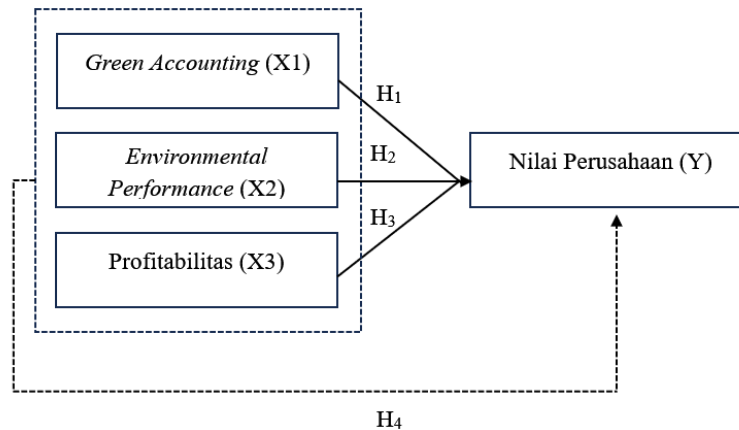 Green Accounting (X1)
H₁
Environmental
Performance (X2)
H₂
Nilai Perusahaan (Y)
H₃
Profitabilitas (X3)
H₄